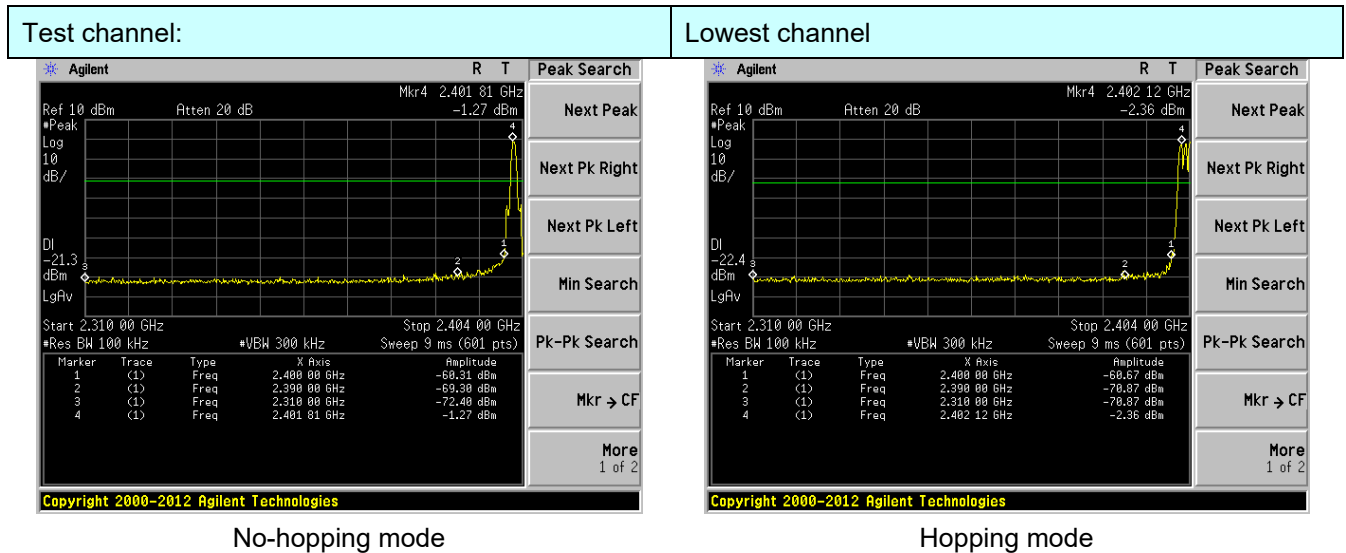 Test channel:
Lowest channel
Agilent R T
Peak Search
Mkr4 2.401 81 GHz
Ref 10 dBm Atten 20 dB -1.27 dBm
#Peak
Log
10
dB/
DI
-21.3
dBm
LgAv
4
1
2
3
Start 2.310 00 GHz Stop 2.404 00 GHz
#Res BW 100 kHz #VBW 300 kHz Sweep 9 ms (601 pts)
Marker Trace Type X Axis Amplitude
1 (1) Freq 2.400 00 GHz -60.31 dBm
2 (1) Freq 2.390 00 GHz -69.30 dBm
3 (1) Freq 2.310 00 GHz -72.40 dBm
4 (1) Freq 2.401 81 GHz -1.27 dBm
Next Peak
Next Pk Right
Next Pk Left
Min Search
Pk-Pk Search
Mkr → CF
More
1 of 2
Copyright 2000-2012 Agilent Technologies
No-hopping mode
Agilent R T
Peak Search
Mkr4 2.402 12 GHz
Ref 10 dBm Atten 20 dB -2.36 dBm
#Peak
Log
10
dB/
DI
-22.4
dBm
LgAv
4
1
2
3
Start 2.310 00 GHz Stop 2.404 00 GHz
#Res BW 100 kHz #VBW 300 kHz Sweep 9 ms (601 pts)
Marker Trace Type X Axis Amplitude
1 (1) Freq 2.400 00 GHz -60.67 dBm
2 (1) Freq 2.390 00 GHz -70.87 dBm
3 (1) Freq 2.310 00 GHz -70.87 dBm
4 (1) Freq 2.402 12 GHz -2.36 dBm
Next Peak
Next Pk Right
Next Pk Left
Min Search
Pk-Pk Search
Mkr → CF
More
1 of 2
Copyright 2000-2012 Agilent Technologies
Hopping mode